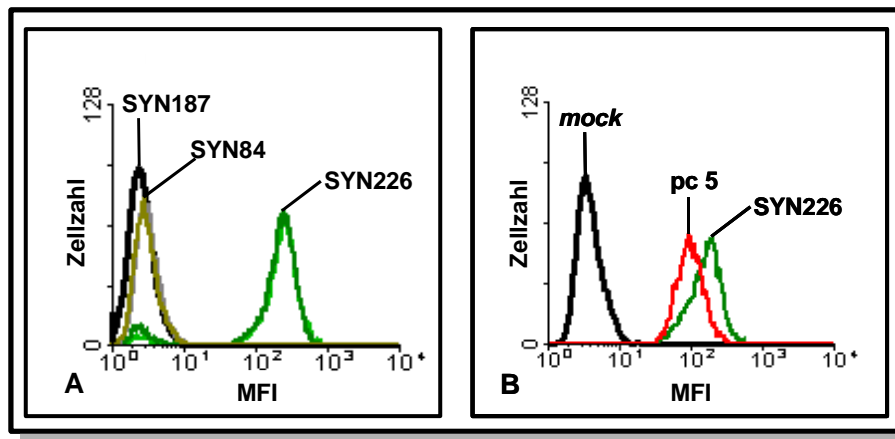 128
SYN187
SYN84
SYN226
Zellzahl
0
10⁰ 10¹ 10² 10³ 10⁴
A
MFI
128
mock
pc 5
SYN226
Zellzahl
0
10⁰ 10¹ 10² 10³ 10⁴
B
MFI